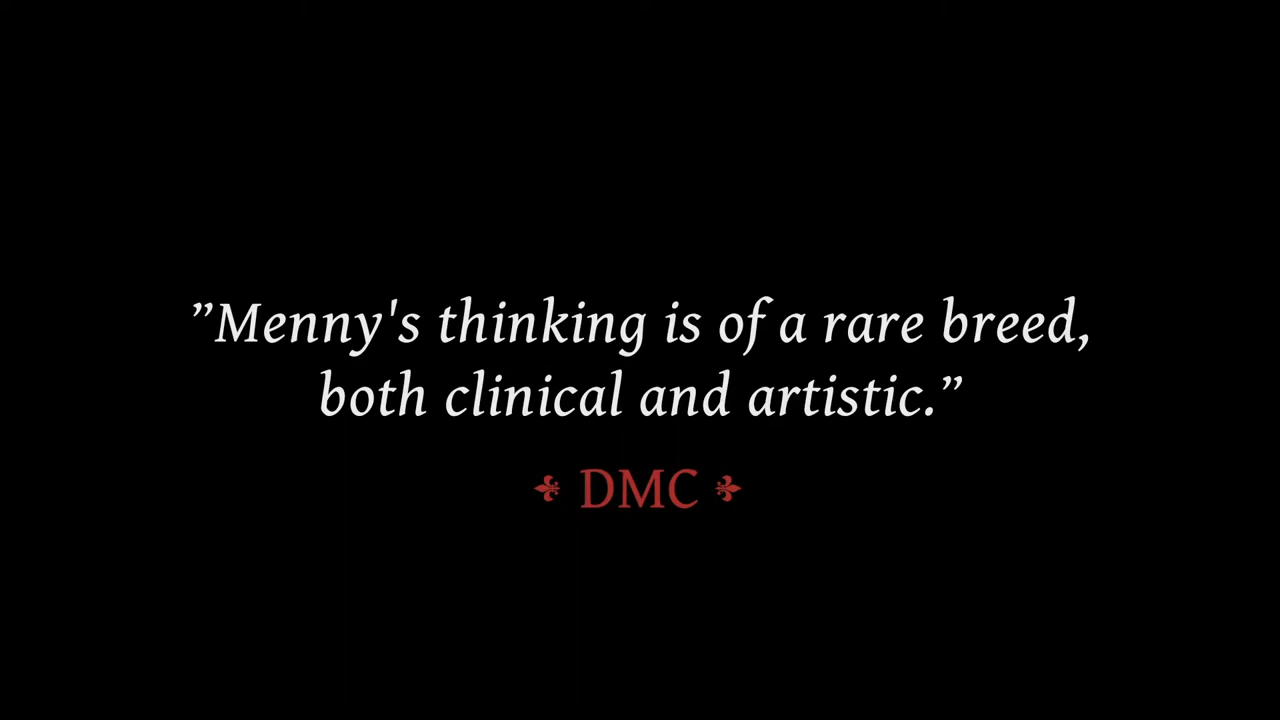 ”Menny's thinking is of a rare breed,
both clinical and artistic.”
DMC